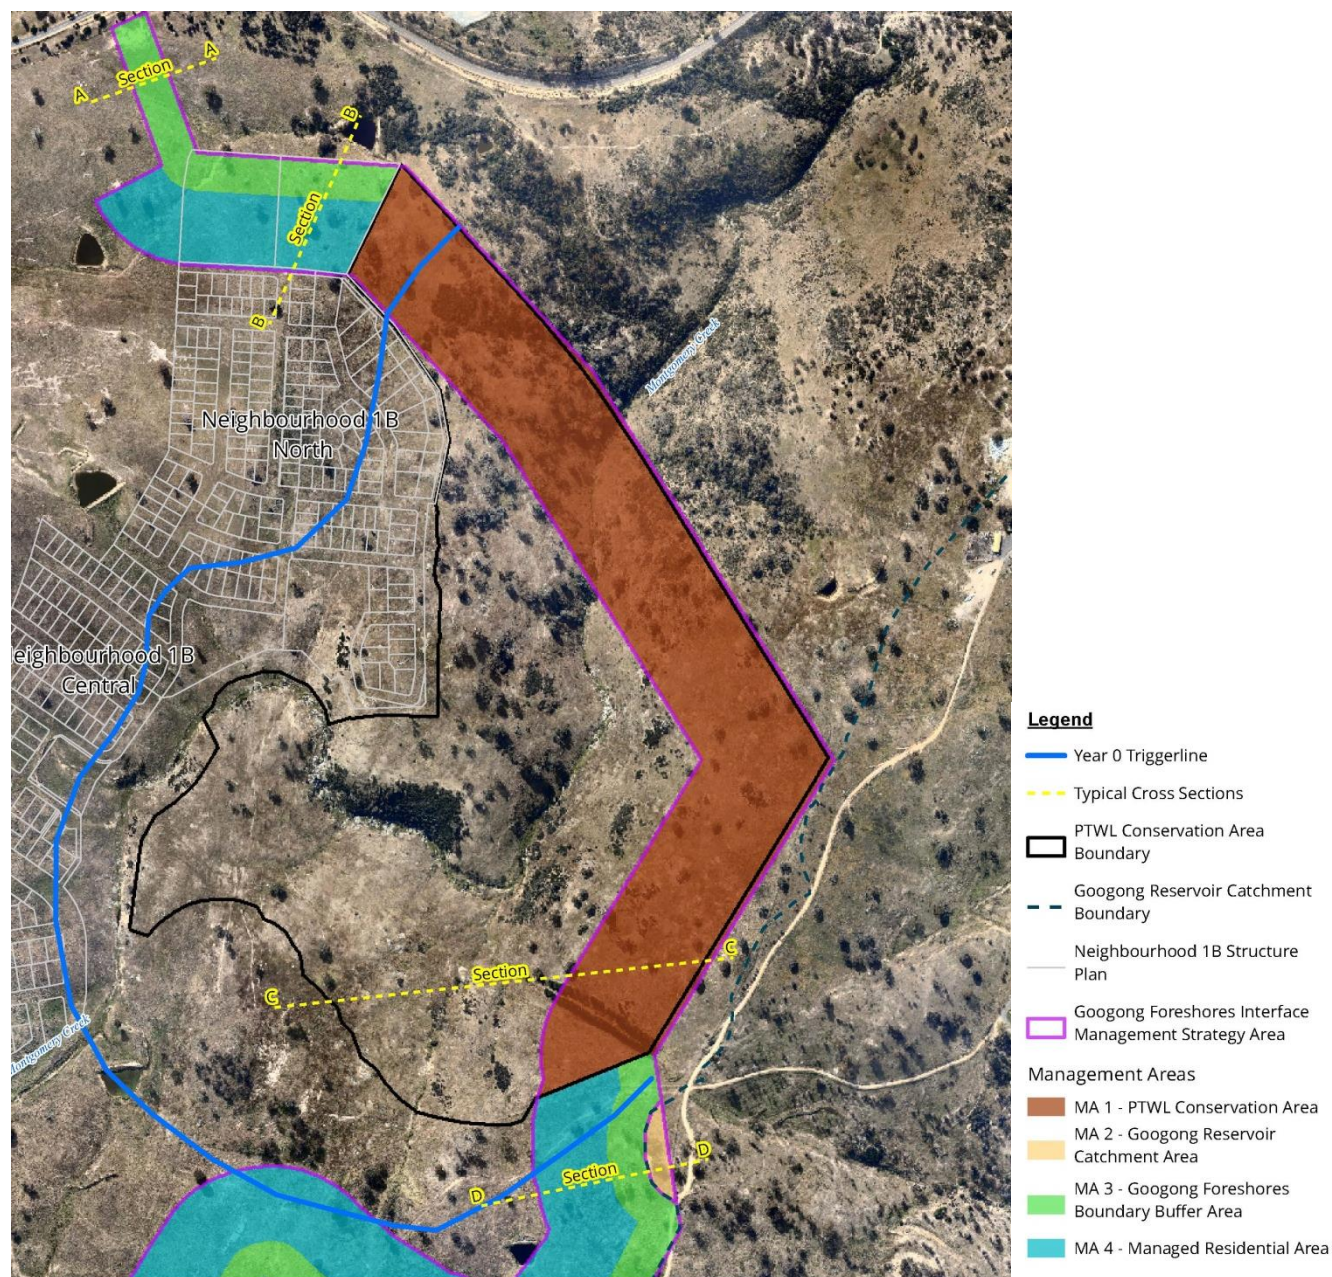 A
Section
A
B
Section
B
Montgomery Creek
Neighbourhood 1B
North
eighbourhood 1B
Central
C
Section
C
Montgomery Creek
D
Section
D
Legend
Year 0 Triggerline
Typical Cross Sections
PTWL Conservation Area
Boundary
Googong Reservoir Catchment
Boundary
Neighbourhood 1B Structure
Plan
Googong Foreshores Interface
Management Strategy Area
Management Areas
MA 1 - PTWL Conservation Area
MA 2 - Googong Reservoir
Catchment Area
MA 3 - Googong Foreshores
Boundary Buffer Area
MA 4 - Managed Residential Area